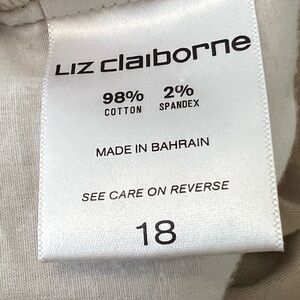 Liz claiborne
98% 2%
COTTON SPANDEX
MADE IN BAHRAIN
SEE CARE ON REVERSE
18